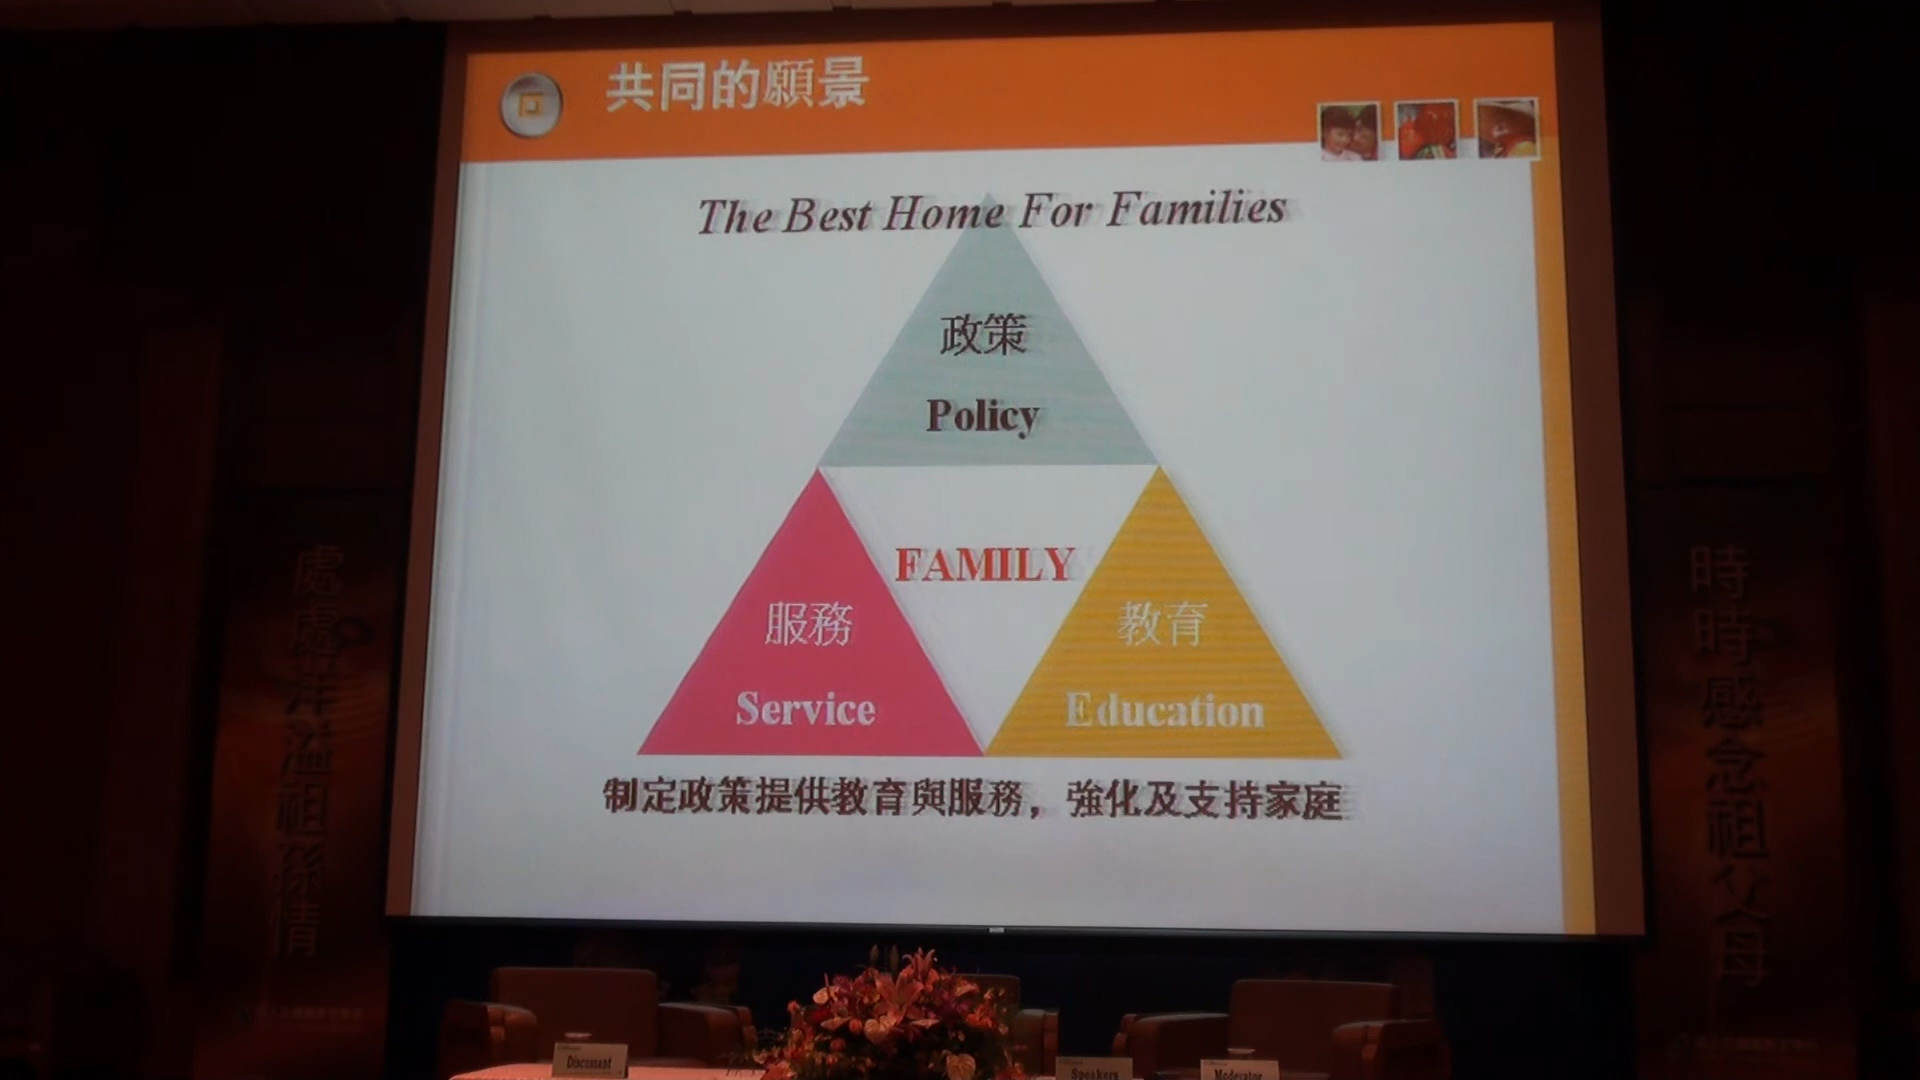 共同的願景
The Best Home For Families
政策
Policy
FAMILY
服務
Service
教育
Education
制定政策提供教育與服務，強化及支持家庭
處處洋溢祖孫情
時時感念祖父母
Discussant
Speakers
Moderator